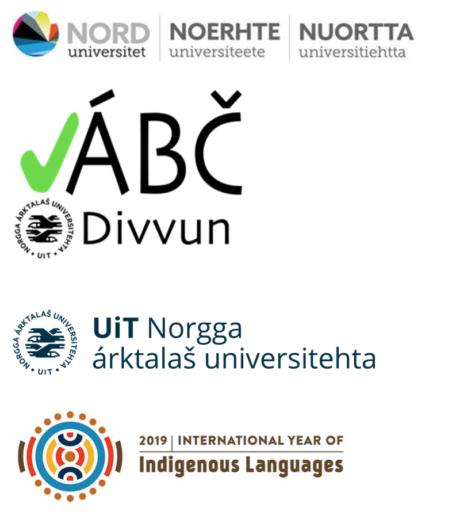 NORD NOERHTE NUORTTA
universitet universiteete universitiehtta
ÁBČ
NORGGA ÁRKTALAŠ UNIVERSITEHTA · UIT ·
Divvun
NORGGA ÁRKTALAŠ UNIVERSITEHTA · UIT ·
UiT Norgga
árktalaš universitehta
2019 | INTERNATIONAL YEAR OF
Indigenous Languages